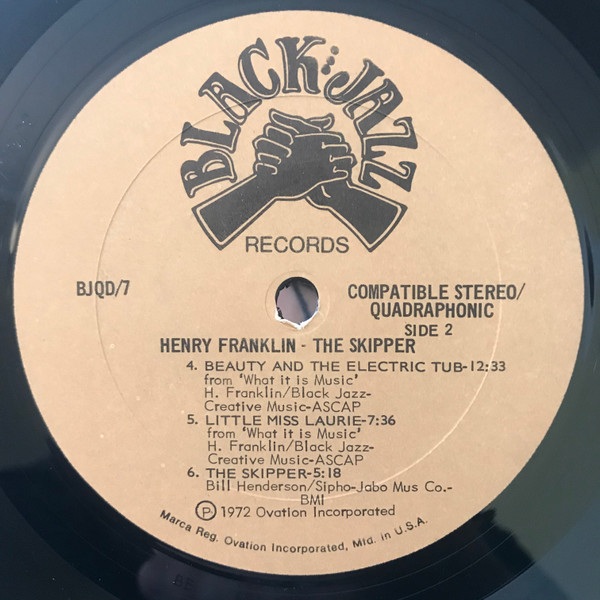 BLACK JAZZ
RECORDS
BJQD/7
COMPATIBLE STEREO/
QUADRAPHONIC
SIDE 2
HENRY FRANKLIN - THE SKIPPER
4. BEAUTY AND THE ELECTRIC TUB-12:33
from 'What it is Music'
H. Franklin/Black Jazz-
Creative Music-ASCAP
5. LITTLE MISS LAURIE-7:36
from 'What it is Music'
H. Franklin/Black Jazz-
Creative Music-ASCAP
6. THE SKIPPER-5:18
Bill Henderson/Sipho-Jabo Mus Co.-
BMI
Ⓟ 1972 Ovation Incorporated
Marca Reg. Ovation Incorporated, Mfd. in U.S.A.